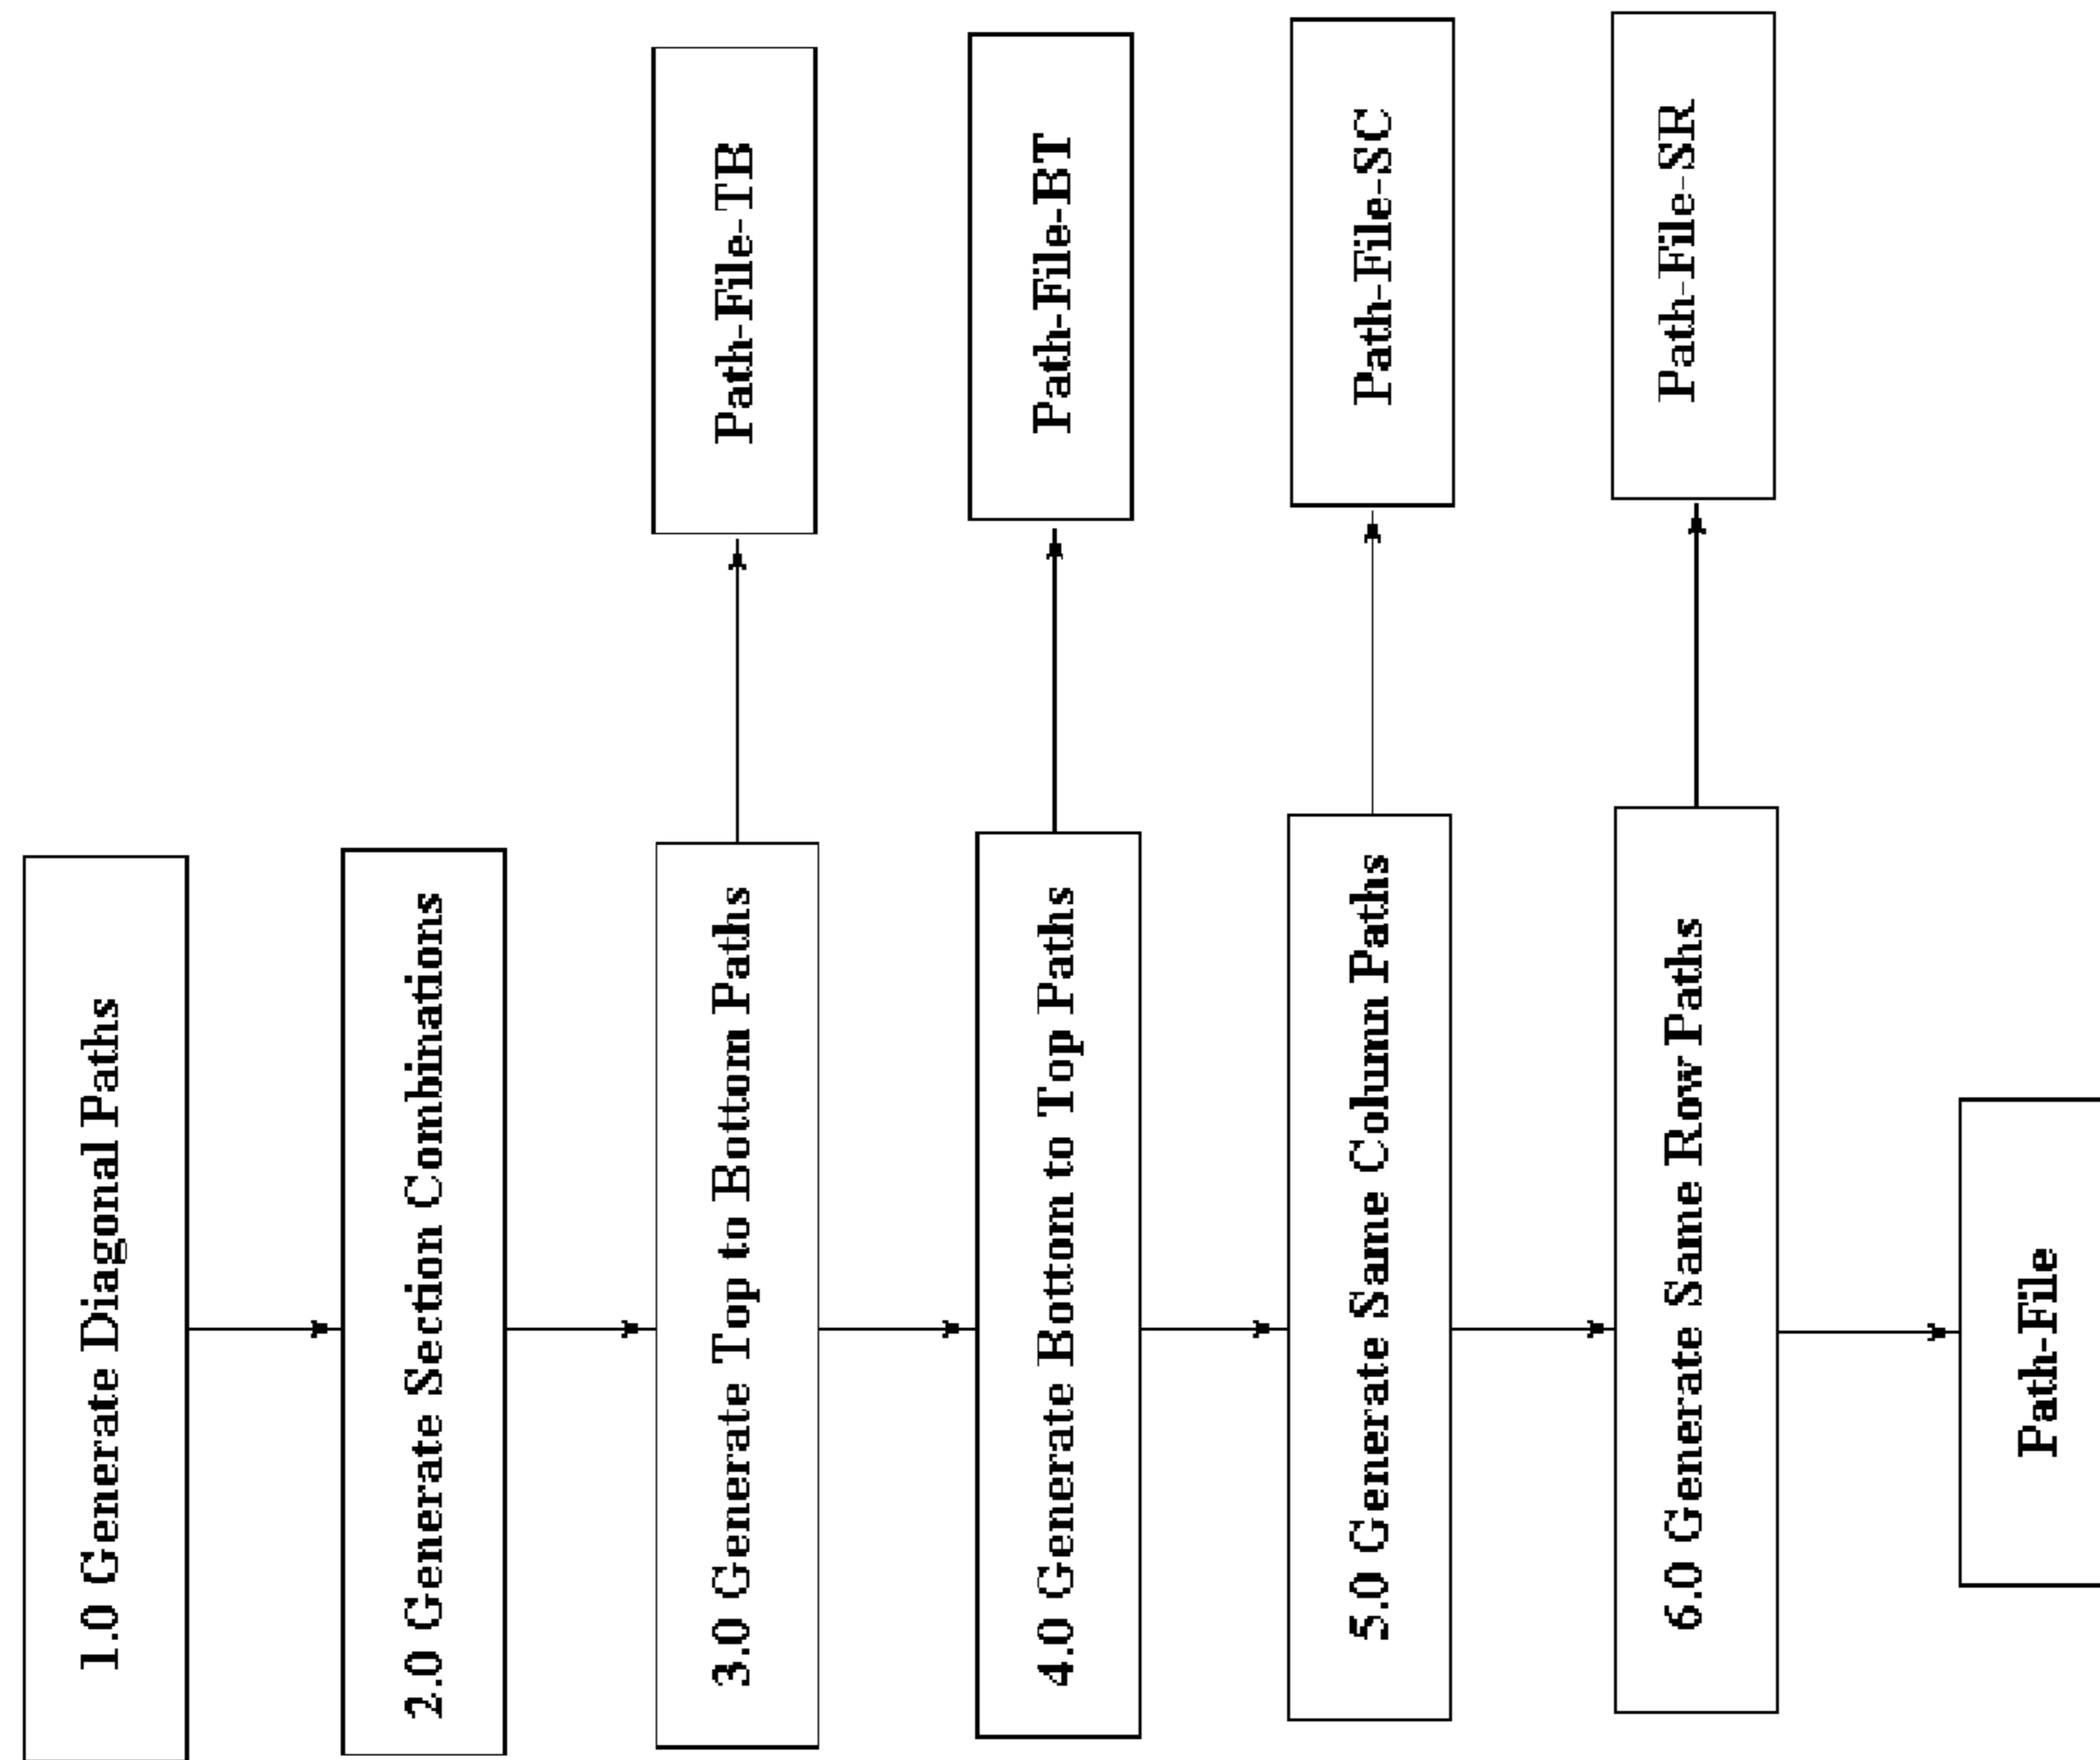 1.0 Generate Diagonal Paths
2.0 Generate Section Combinations
3.0 Generate Top to Bottom Paths
Path-File-TB
4.0 Generate Bottom to Top Paths
Path-File-BT
5.0 Generate Same Column Paths
Path-File-SC
6.0 Generate Same Row Paths
Path-File-SR
Path-File